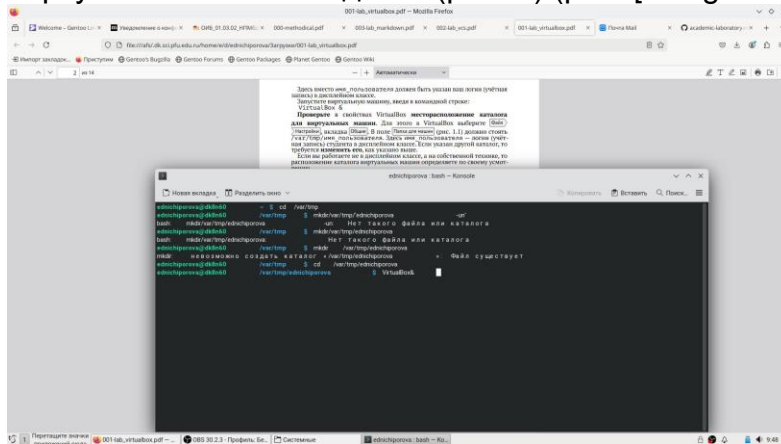 001-lab_virtualbox.pdf — Mozilla Firefox
Welcome - Gentoo L
000-methodical.pdf
003-lab_markdown.pdf
002-lab_vcs.pdf
001-lab_virtualbox.pdf
Почта Mail
academic-laboratory-
file:///afs/.dk.sci.pfu.edu.ru/home/e/d/ednichiporova/Загрузки/001-lab_virtualbox.pdf
Импорт закладок...
Приступим
Gentoo's Bugzilla
Gentoo Forums
Gentoo Packages
Planet Gentoo
Gentoo Wiki
2
из 16
Автоматически
Здесь вместо имя_пользователя должен быть указан ваш логин (учётная
запись) в дисплейном классе.
Запустите виртуальную машину, введя в командной строке:
VirtualBox &
Проверьте в свойствах VirtualBox месторасположение каталога
для виртуальных машин. Для этого в VirtualBox выберите Файл
Настройки, вкладка Общие. В поле Папка для машин (рис. 1.1) должно стоять
/var/tmp/имя_пользователя. Здесь имя_пользователя — логин (учёт-
ная запись) студента в дисплейном классе. Если указан другой каталог, то
требуется изменить его, как указано выше.
Если вы работаете не в дисплейном классе, а на собственной технике, то
расположение каталога виртуальных машин определяете по своему усмот-
ednichiporova : bash — Konsole
Новая вкладка
Разделить окно
Копировать
Вставить
Поиск...
ednichiporova@dk8n60 ~ $ cd /var/tmp
ednichiporova@dk8n60 /var/tmp $ mkdir/var/tmp/'ednichiporova -un'
bash: mkdir/var/tmp/ednichiporova -un: Нет такого файла или каталога
ednichiporova@dk8n60 /var/tmp $ mkdir/var/tmp/ednichiporova
bash: mkdir/var/tmp/ednichiporova: Нет такого файла или каталога
ednichiporova@dk8n60 /var/tmp $ mkdir /var/tmp/ednichiporova
mkdir: невозможно создать каталог «/var/tmp/ednichiporova»: Файл существует
ednichiporova@dk8n60 /var/tmp $ cd /var/tmp/ednichiporova
ednichiporova@dk8n60 /var/tmp/ednichiporova $ VirtualBox&
1
Перетащите значки
001-lab_virtualbox.pdf — ...
OBS 30.2.3 - Профиль: Бе...
Системные
ednichiporova : bash — Ko...
9:48